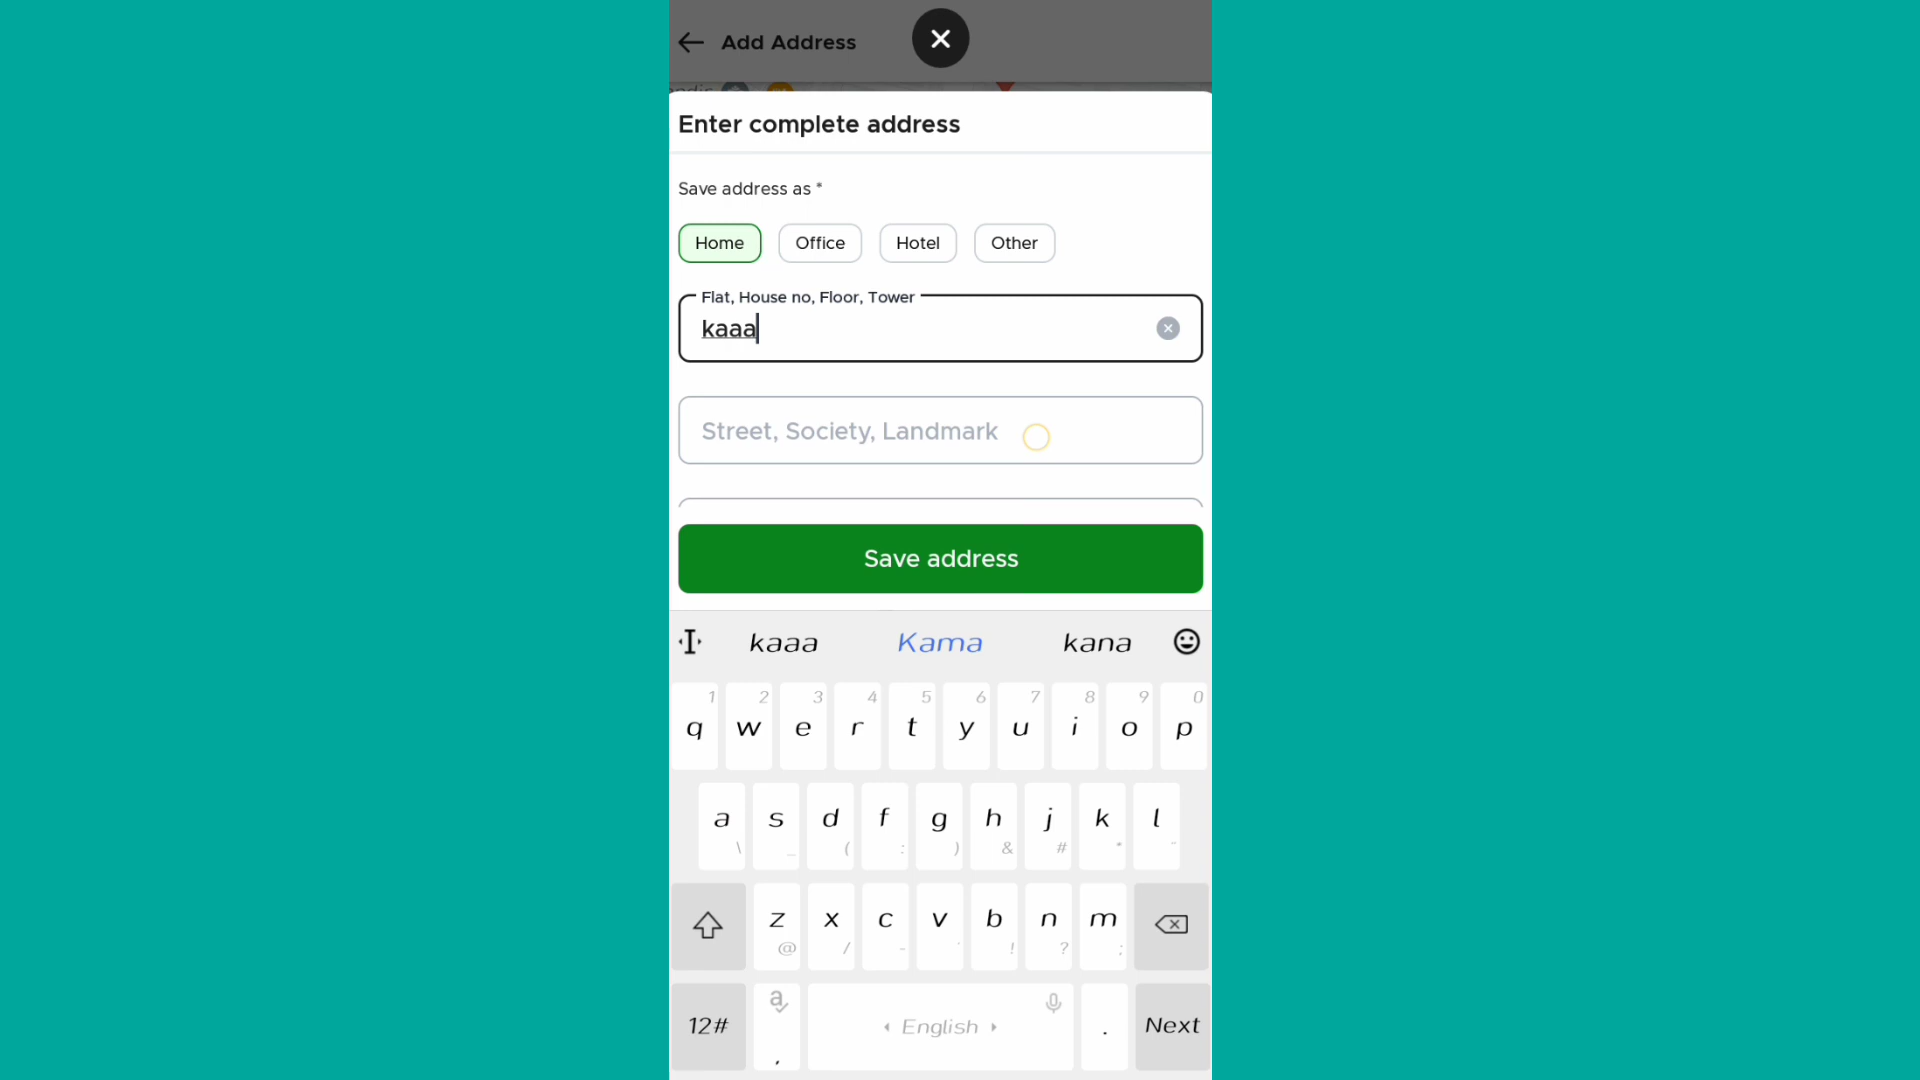 Add Address
Enter complete address
Save address as *
Home Office Hotel Other
Flat, House no, Floor, Tower
kaaa
Street, Society, Landmark
Save address
kaaa Kama kana
1 2 3 4 5 6 7 8 9 0
q w e r t y u i o p
a s d f g h j k l
\ _ ( : ) & # * "
z x c v b n m
@ / - ' ! ? ;
12# a , English . Next